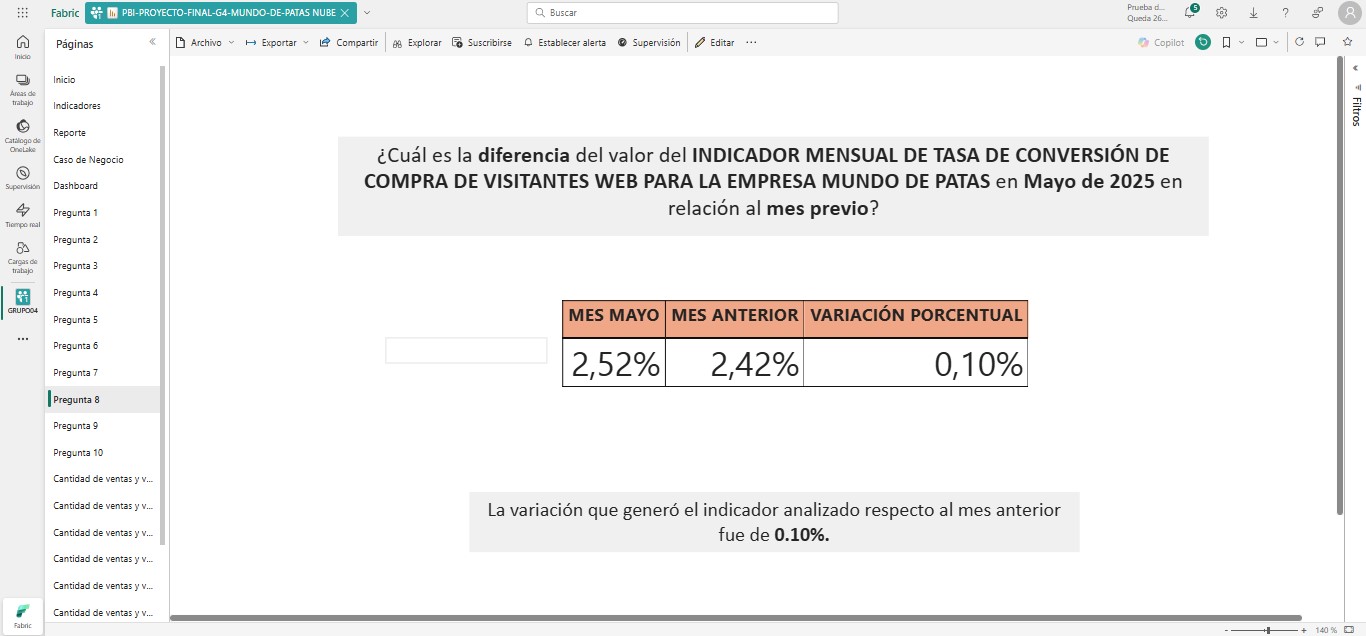 Fabric
PBI-PROYECTO-FINAL-G4-MUNDO-DE-PATAS NUBE
Buscar
Prueba d...
Queda 26...
5
Inicio
Áreas de
trabajo
Catálogo de
OneLake
Supervisión
Tiempo real
Cargas de
trabajo
GRUPO04
Fabric
Páginas
Inicio
Indicadores
Reporte
Caso de Negocio
Dashboard
Pregunta 1
Pregunta 2
Pregunta 3
Pregunta 4
Pregunta 5
Pregunta 6
Pregunta 7
Pregunta 8
Pregunta 9
Pregunta 10
Cantidad de ventas y v...
Cantidad de ventas y v...
Cantidad de ventas y v...
Cantidad de ventas y v...
Cantidad de ventas y v...
Cantidad de ventas y v...
Archivo Exportar Compartir Explorar Suscribirse Establecer alerta Supervisión Editar ... Copilot
¿Cuál es la diferencia del valor del INDICADOR MENSUAL DE TASA DE CONVERSIÓN DE
COMPRA DE VISITANTES WEB PARA LA EMPRESA MUNDO DE PATAS en Mayo de 2025 en
relación al mes previo?
MES MAYO MES ANTERIOR VARIACIÓN PORCENTUAL
2,52% 2,42% 0,10%
La variación que generó el indicador analizado respecto al mes anterior
fue de 0.10%.
Filtros
- + 140 %